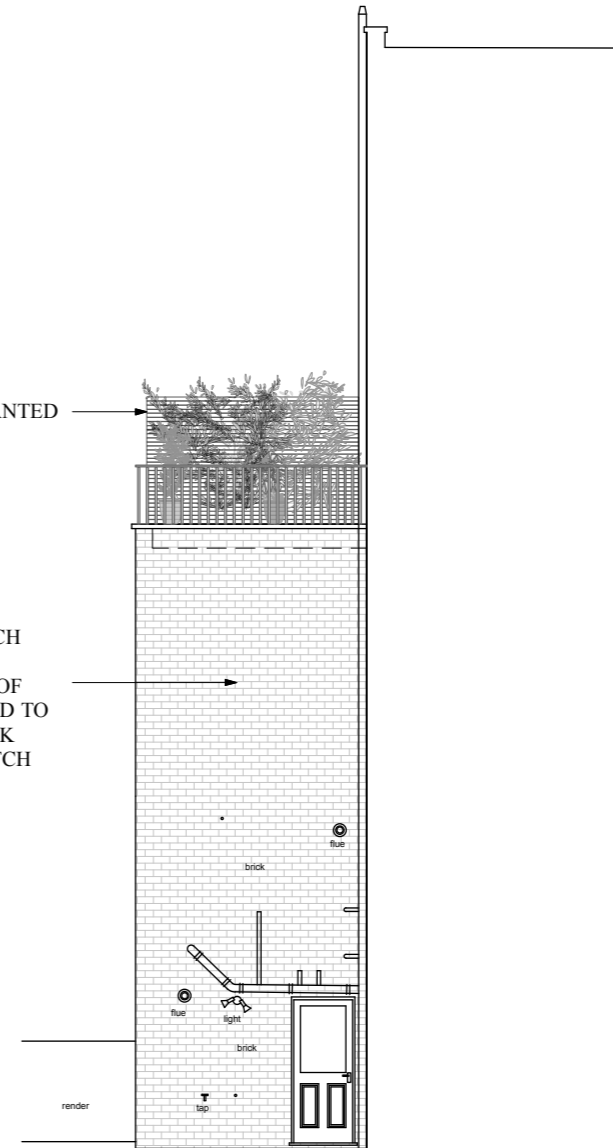 ANTED
CH
OF
D TO
K
TCH
flue
brick
flue
light
brick
render
tap